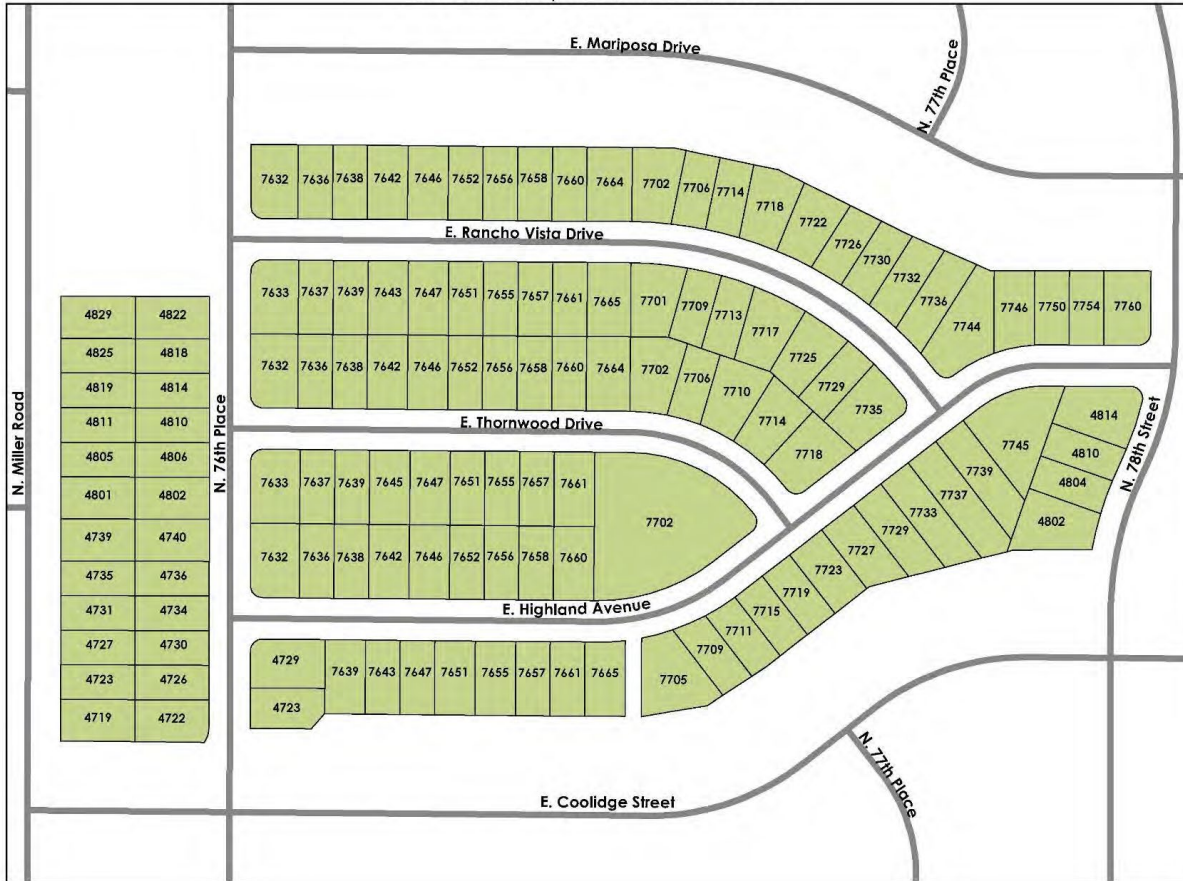 E. Mariposa Drive
N. 77th Place
7632 7636 7638 7642 7646 7652 7656 7658 7660 7664 7702 7706 7714 7718 7722 7726 7730 7732 7736 7744 7746 7750 7754 7760
E. Rancho Vista Drive
7633 7637 7639 7643 7647 7651 7655 7657 7661 7665 7701 7709 7713 7717 7725 7729 7735
7632 7636 7638 7642 7646 7652 7656 7658 7660 7664 7702 7706 7710 7714 7718
E. Thornwood Drive
7633 7637 7639 7645 7647 7651 7655 7657 7661
7702
7632 7636 7638 7642 7646 7652 7656 7658 7660
E. Highland Avenue
4729 7639 7643 7647 7651 7655 7657 7661 7665
4723
7705 7709 7711 7715 7719 7723 7727 7729 7733 7737 7739 7745
4814
4810
4804
4802
N. 78th Street
N. Miller Road
4829 4822
4825 4818
4819 4814
4811 4810
4805 4806
4801 4802
4739 4740
4735 4736
4731 4734
4727 4730
4723 4726
4719 4722
N. 76th Place
E. Coolidge Street
N. 77th Place